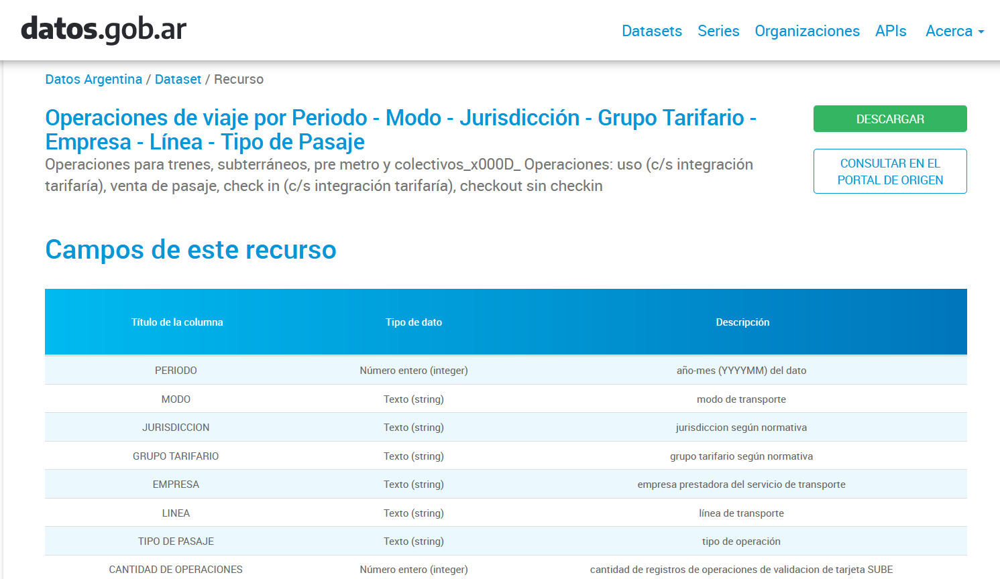 datos.gob.ar
Datasets Series Organizaciones APIs Acerca
Datos Argentina / Dataset / Recurso
Operaciones de viaje por Periodo - Modo - Jurisdicción - Grupo Tarifario -
Empresa - Línea - Tipo de Pasaje
Operaciones para trenes, subterráneos, pre metro y colectivos_x000D_ Operaciones: uso (c/s integración
tarifaría), venta de pasaje, check in (c/s integración tarifaría), checkout sin checkin
DESCARGAR
CONSULTAR EN EL
PORTAL DE ORIGEN
Campos de este recurso
Título de la columna Tipo de dato Descripción
PERIODO Número entero (integer) año-mes (YYYYMM) del dato
MODO Texto (string) modo de transporte
JURISDICCION Texto (string) jurisdiccion según normativa
GRUPO TARIFARIO Texto (string) grupo tarifario según normativa
EMPRESA Texto (string) empresa prestadora del servicio de transporte
LINEA Texto (string) línea de transporte
TIPO DE PASAJE Texto (string) tipo de operación
CANTIDAD DE OPERACIONES Número entero (integer) cantidad de registros de operaciones de validacion de tarjeta SUBE